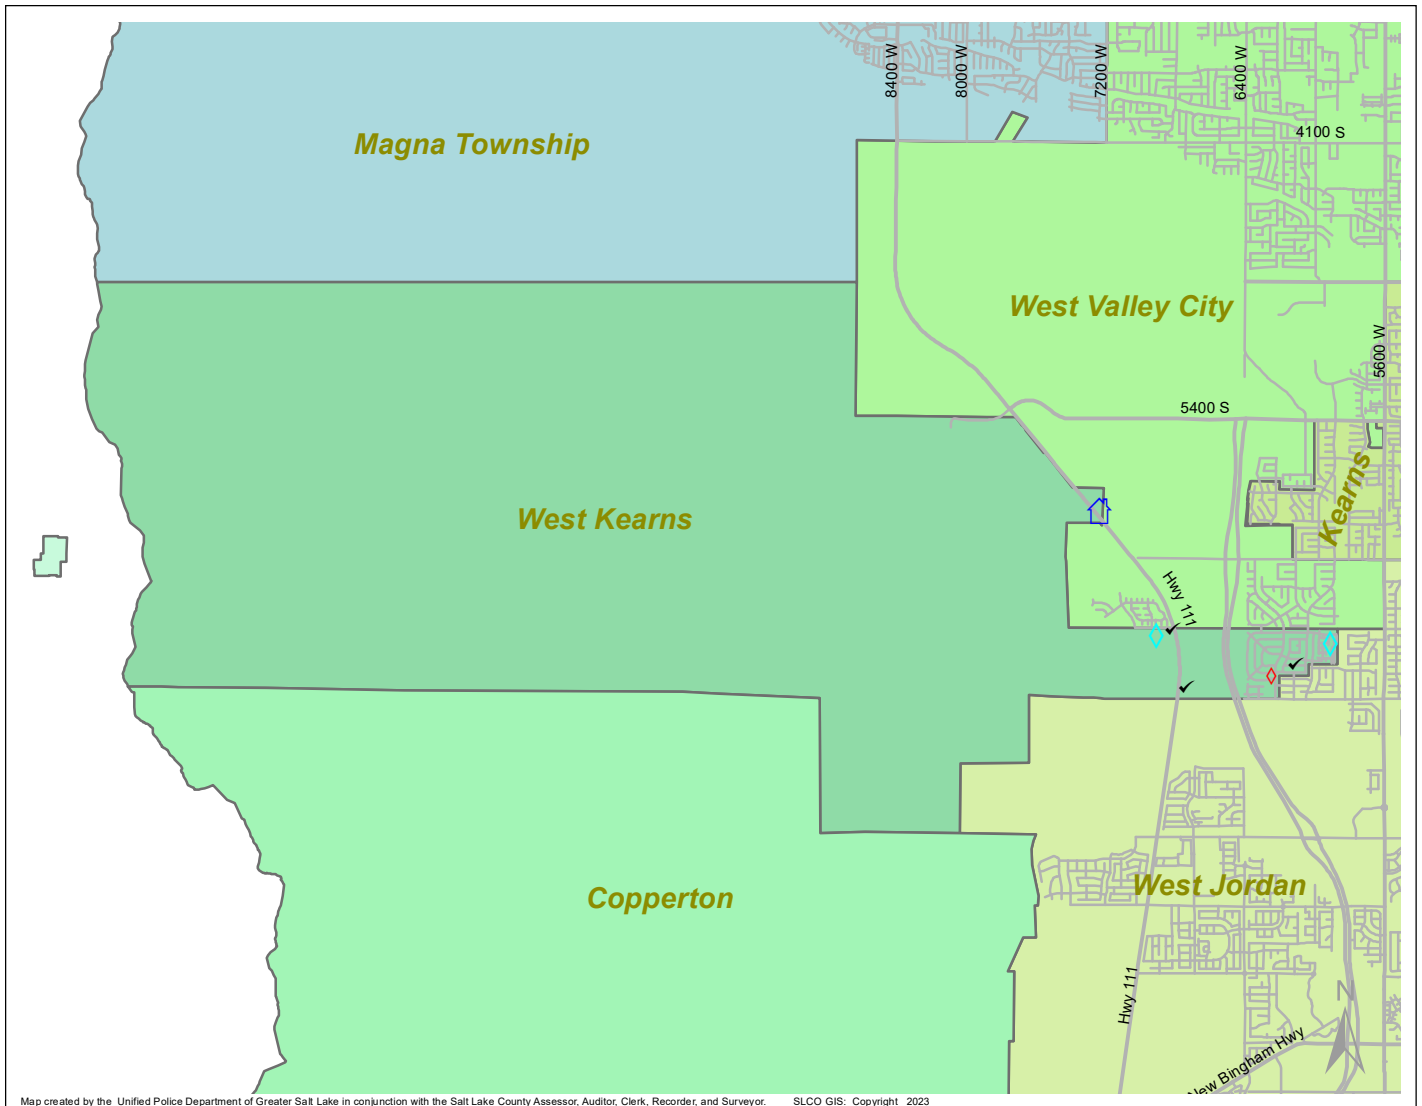 8400 W
8000 W
7200 W
6400 W
4100 S
Magna Township
West Valley City
5600 W
5400 S
Kearns
West Kearns
Hwy 111
West Jordan
Copperton
Hwy 111
N
New Bingham Hwy
Map created by the Unified Police Department of Greater Salt Lake in conjunction with the Salt Lake County Assessor, Auditor, Clerk, Recorder, and Surveyor. SLCO GIS: Copyright 2023